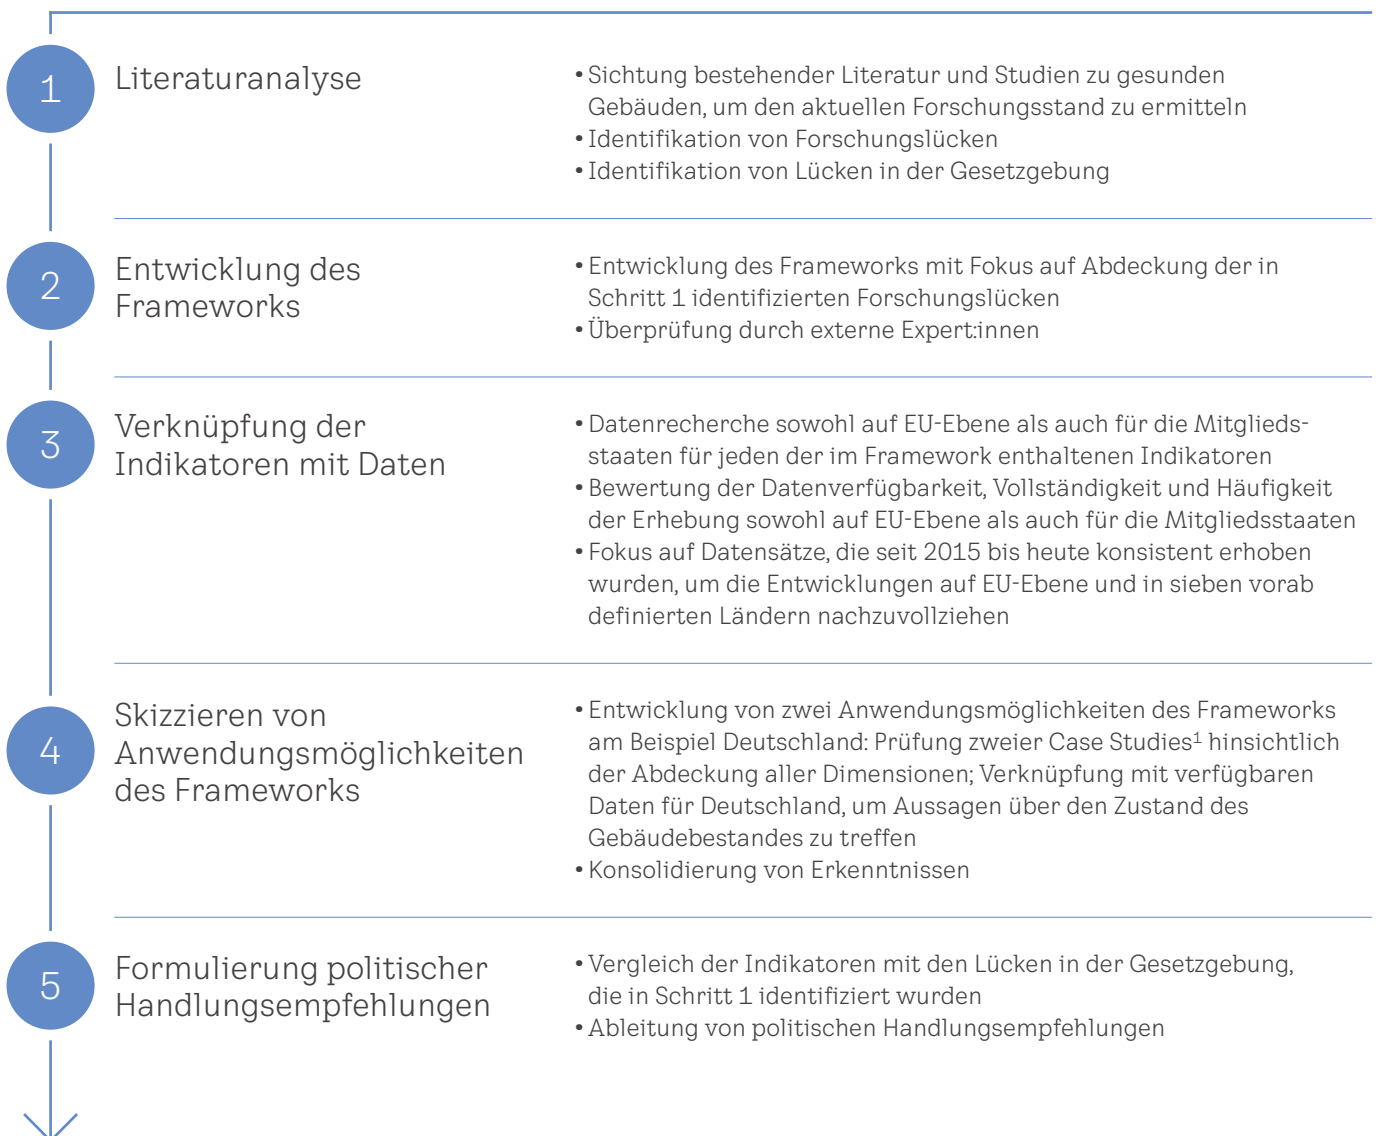 1
Literaturanalyse
• Sichtung bestehender Literatur und Studien zu gesunden
Gebäuden, um den aktuellen Forschungsstand zu ermitteln
• Identifikation von Forschungslücken
• Identifikation von Lücken in der Gesetzgebung
2
Entwicklung des
Frameworks
• Entwicklung des Frameworks mit Fokus auf Abdeckung der in
Schritt 1 identifizierten Forschungslücken
• Überprüfung durch externe Expert:innen
3
Verknüpfung der
Indikatoren mit Daten
• Datenrecherche sowohl auf EU-Ebene als auch für die Mitglieds-
staaten für jeden der im Framework enthaltenen Indikatoren
• Bewertung der Datenverfügbarkeit, Vollständigkeit und Häufigkeit
der Erhebung sowohl auf EU-Ebene als auch für die Mitgliedsstaaten
• Fokus auf Datensätze, die seit 2015 bis heute konsistent erhoben
wurden, um die Entwicklungen auf EU-Ebene und in sieben vorab
definierten Ländern nachzuvollziehen
4
Skizzieren von
Anwendungsmöglichkeiten
des Frameworks
• Entwicklung von zwei Anwendungsmöglichkeiten des Frameworks
am Beispiel Deutschland: Prüfung zweier Case Studies¹ hinsichtlich
der Abdeckung aller Dimensionen; Verknüpfung mit verfügbaren
Daten für Deutschland, um Aussagen über den Zustand des
Gebäudebestandes zu treffen
• Konsolidierung von Erkenntnissen
5
Formulierung politischer
Handlungsempfehlungen
• Vergleich der Indikatoren mit den Lücken in der Gesetzgebung,
die in Schritt 1 identifiziert wurden
• Ableitung von politischen Handlungsempfehlungen